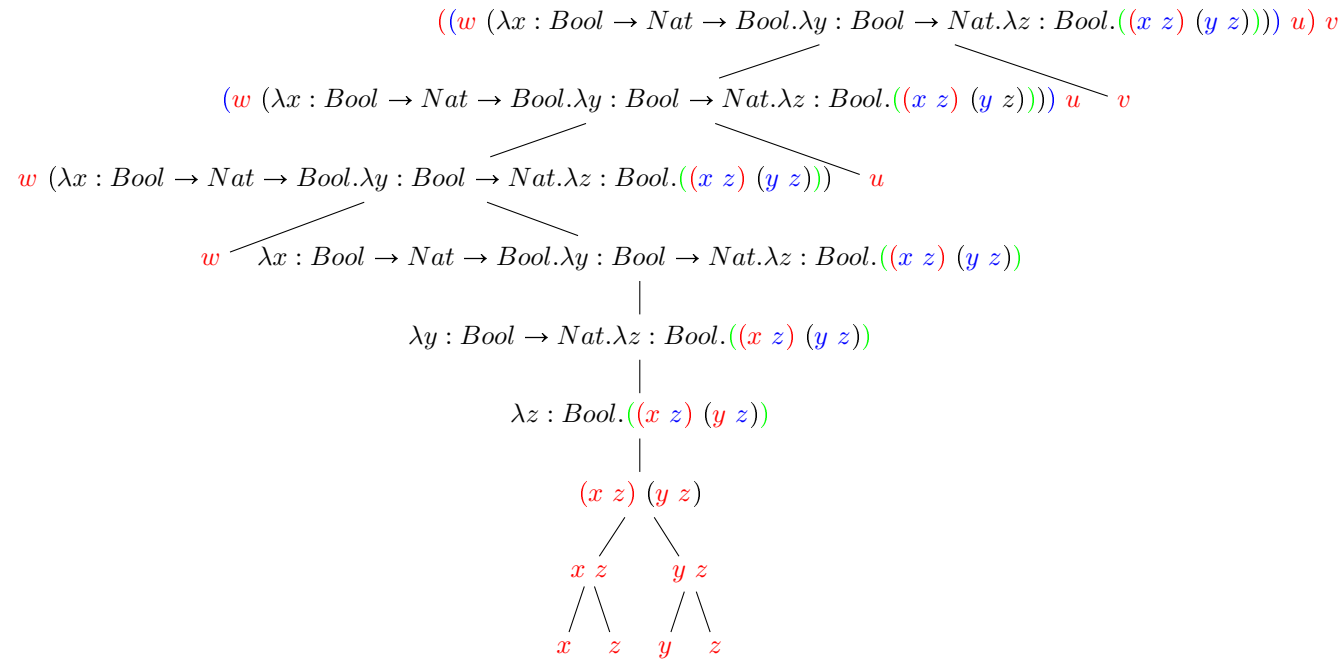 ((w (λx : Bool → Nat → Bool.λy : Bool → Nat.λz : Bool.((x z) (y z)))) u) v
(w (λx : Bool → Nat → Bool.λy : Bool → Nat.λz : Bool.((x z) (y z)))) u v
w (λx : Bool → Nat → Bool.λy : Bool → Nat.λz : Bool.((x z) (y z))) u
w λx : Bool → Nat → Bool.λy : Bool → Nat.λz : Bool.((x z) (y z))
λy : Bool → Nat.λz : Bool.((x z) (y z))
λz : Bool.((x z) (y z))
(x z) (y z)
x z y z
x z y z